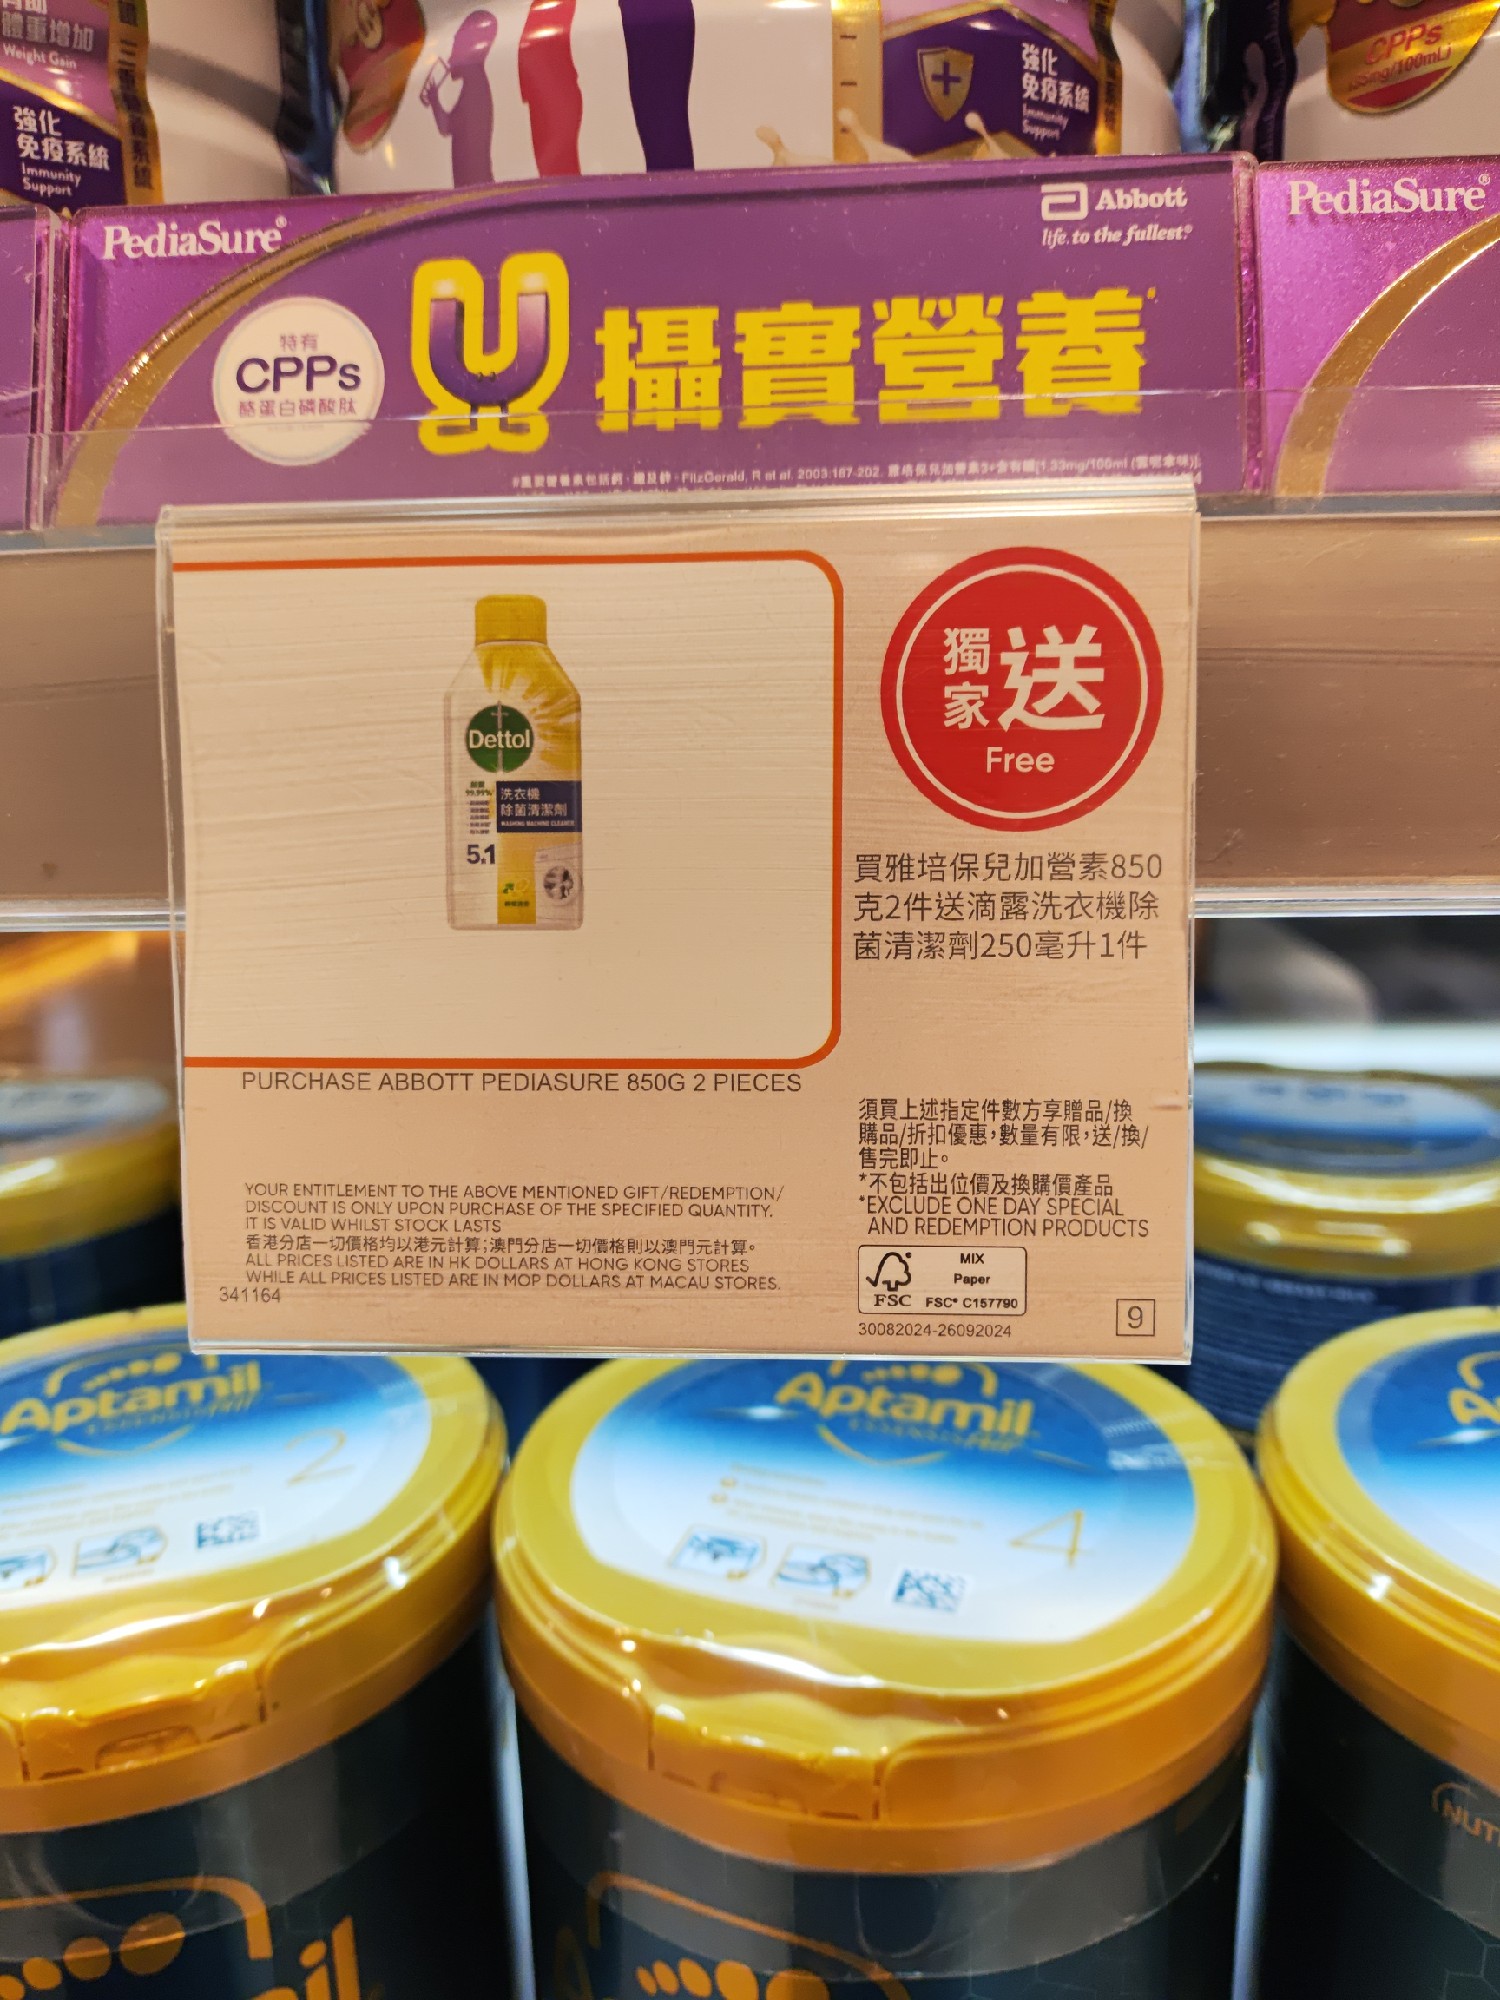 體重增加
Weight Gain
強化
免疫系統
Immunity
Support
強化
免疫系統
Immunity
Support
CPPs
PediaSure®
Abbott
life. to the fullest.®
PediaSure®
特有
CPPs
酪蛋白磷酸肽
攝實營養
獨家送
Free
Dettol
洗衣機
除菌清潔劑
WASHING MACHINE CLEANER
5in1
買雅培保兒加營素850
克2件送滴露洗衣機除
菌清潔劑250毫升1件
PURCHASE ABBOTT PEDIASURE 850G 2 PIECES
須買上述指定件數方享贈品/換
購品/折扣優惠，數量有限，送/換/
售完即止。
*不包括出位價及換購價產品
*EXCLUDE ONE DAY SPECIAL
AND REDEMPTION PRODUCTS
YOUR ENTITLEMENT TO THE ABOVE MENTIONED GIFT/REDEMPTION/
DISCOUNT IS ONLY UPON PURCHASE OF THE SPECIFIED QUANTITY.
IT IS VALID WHILST STOCK LASTS
香港分店一切價格均以港元計算；澳門分店一切價格則以澳門元計算。
ALL PRICES LISTED ARE IN HK DOLLARS AT HONG KONG STORES
WHILE ALL PRICES LISTED ARE IN MOP DOLLARS AT MACAU STORES.
341164
FSC
MIX
Paper
FSC® C157790
30082024-26092024
9
Aptamil
2
Aptamil
4